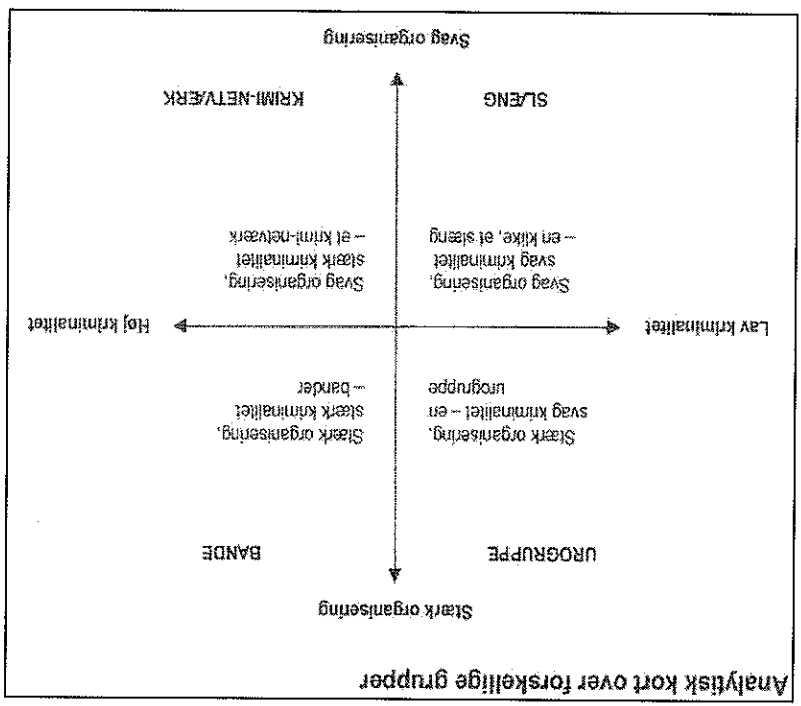 Analytisk kort over forskellige grupper
Stærk organisering
UROGRUPPE
BANDE
Stærk organisering,
svag kriminalitet – en
urogruppe
Stærk organisering,
stærk kriminalitet
– bander
Lav kriminalitet
Høj kriminalitet
Svag organisering,
svag kriminalitet
– en klike, et slæng
Svag organisering,
stærk kriminalitet
– et krimi-netværk
SLÆNG
KRIMI-NETVÆRK
Svag organisering